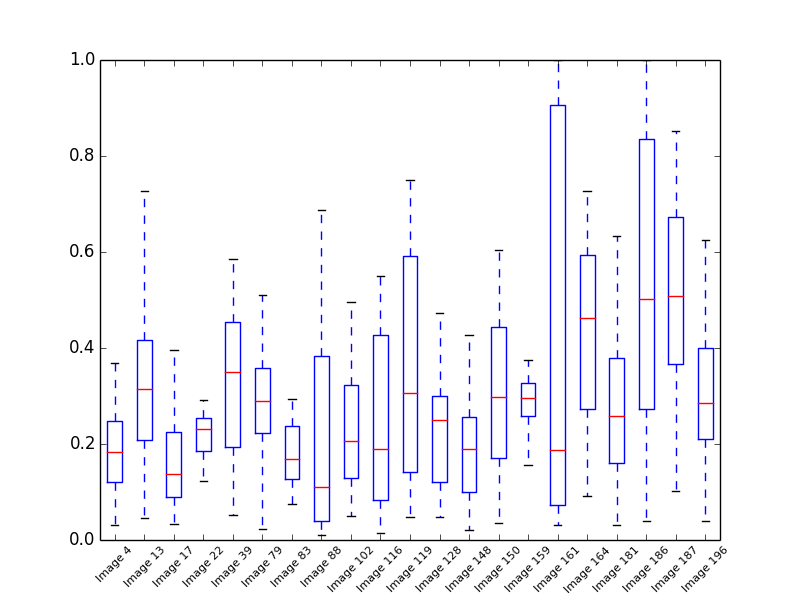 1.0
0.8
0.6
0.4
0.2
0.0
Image 4
Image 13
Image 17
Image 22
Image 39
Image 79
Image 83
Image 88
Image 102
Image 116
Image 119
Image 128
Image 148
Image 150
Image 159
Image 161
Image 164
Image 181
Image 186
Image 187
Image 196